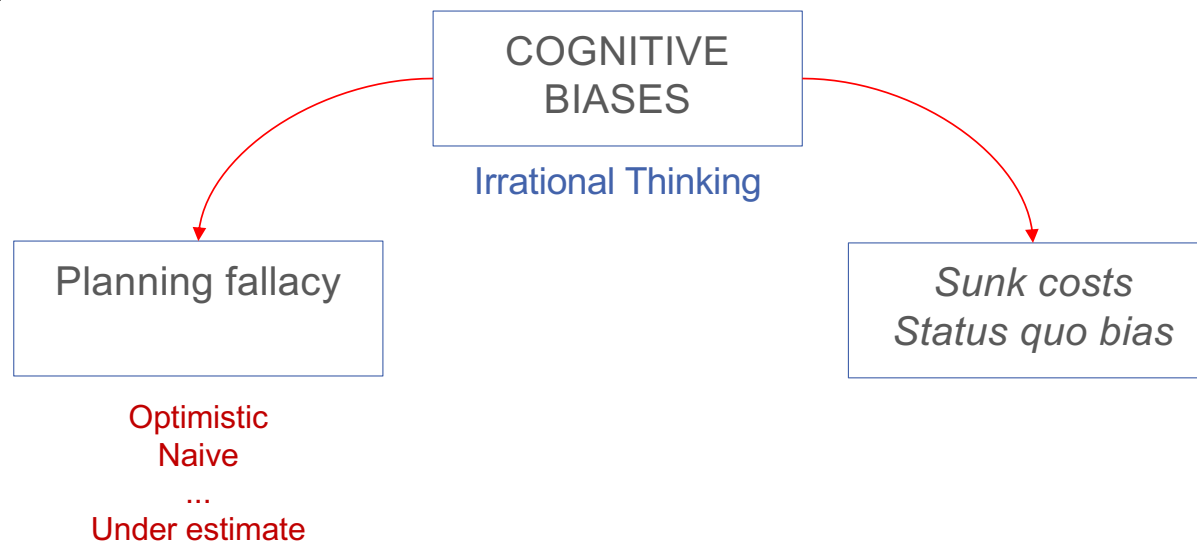 COGNITIVE
BIASES
Irrational Thinking
Planning fallacy
Optimistic
Naive
...
Under estimate
Sunk costs
Status quo bias